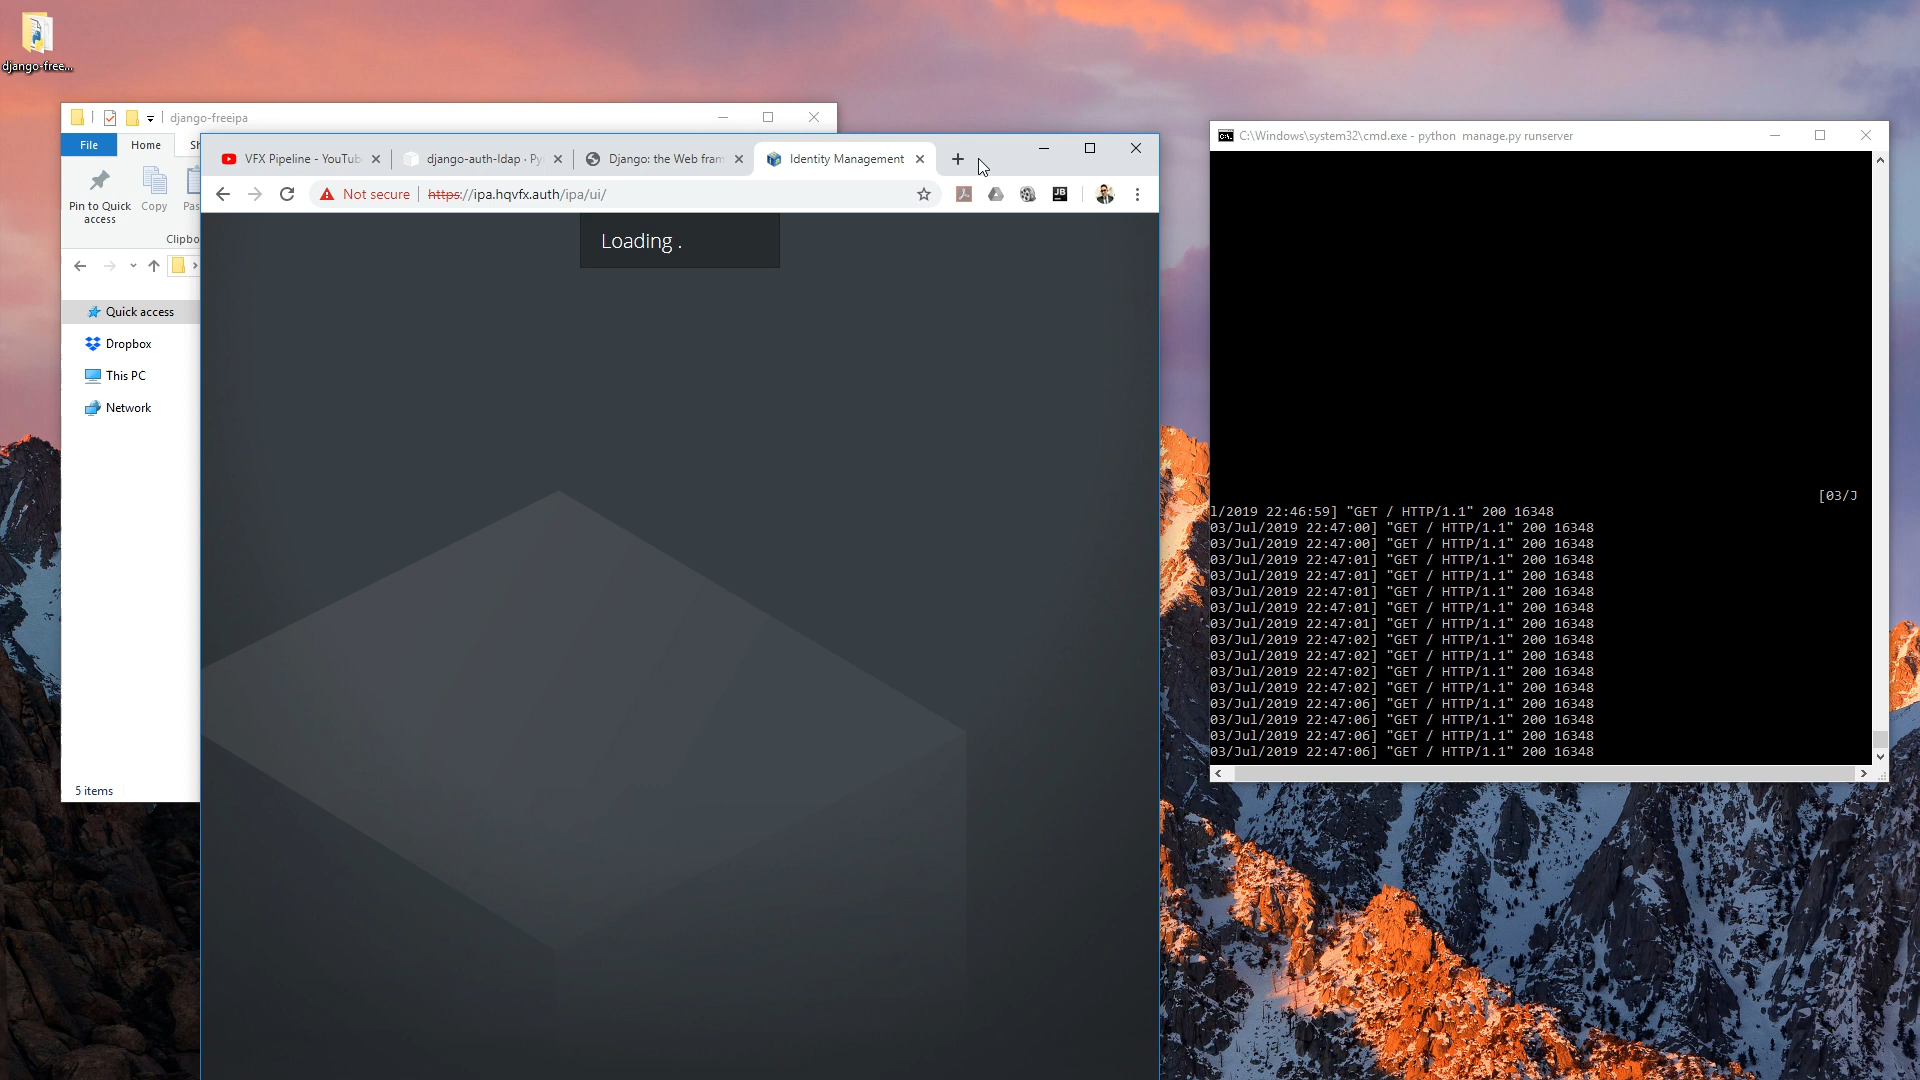 django-free...
django-freeipa
File
Home
Sh
Pin to Quick access
Copy
Pas
Clipbo
Quick access
Dropbox
This PC
Network
5 items
VFX Pipeline - YouTub
django-auth-ldap · Py
Django: the Web fram
Identity Management
Not secure
https://ipa.hqvfx.auth/ipa/ui/
JB
Loading .
C:\Windows\system32\cmd.exe - python manage.py runserver
[03/J
l/2019 22:46:59] "GET / HTTP/1.1" 200 16348
03/Jul/2019 22:47:00] "GET / HTTP/1.1" 200 16348
03/Jul/2019 22:47:00] "GET / HTTP/1.1" 200 16348
03/Jul/2019 22:47:01] "GET / HTTP/1.1" 200 16348
03/Jul/2019 22:47:01] "GET / HTTP/1.1" 200 16348
03/Jul/2019 22:47:01] "GET / HTTP/1.1" 200 16348
03/Jul/2019 22:47:01] "GET / HTTP/1.1" 200 16348
03/Jul/2019 22:47:01] "GET / HTTP/1.1" 200 16348
03/Jul/2019 22:47:02] "GET / HTTP/1.1" 200 16348
03/Jul/2019 22:47:02] "GET / HTTP/1.1" 200 16348
03/Jul/2019 22:47:02] "GET / HTTP/1.1" 200 16348
03/Jul/2019 22:47:02] "GET / HTTP/1.1" 200 16348
03/Jul/2019 22:47:06] "GET / HTTP/1.1" 200 16348
03/Jul/2019 22:47:06] "GET / HTTP/1.1" 200 16348
03/Jul/2019 22:47:06] "GET / HTTP/1.1" 200 16348
03/Jul/2019 22:47:06] "GET / HTTP/1.1" 200 16348